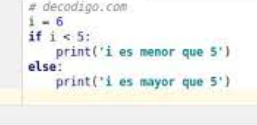 # decodigo.com
i = 6
if i < 5:
    print('i es menor que 5')
else:
    print('i es mayor que 5')